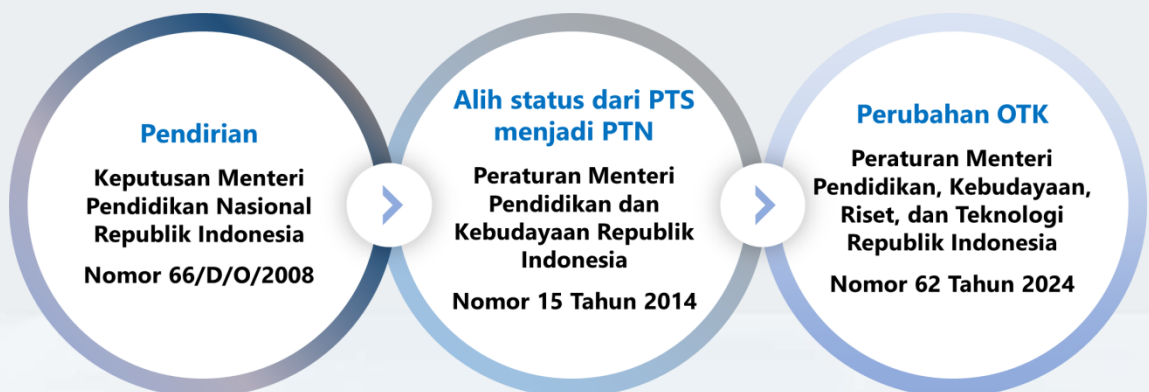 Pendirian
Keputusan Menteri
Pendidikan Nasional
Republik Indonesia
Nomor 66/D/O/2008
Alih status dari PTS
menjadi PTN
Peraturan Menteri
Pendidikan dan
Kebudayaan Republik
Indonesia
Nomor 15 Tahun 2014
Perubahan OTK
Peraturan Menteri
Pendidikan, Kebudayaan,
Riset, dan Teknologi
Republik Indonesia
Nomor 62 Tahun 2024